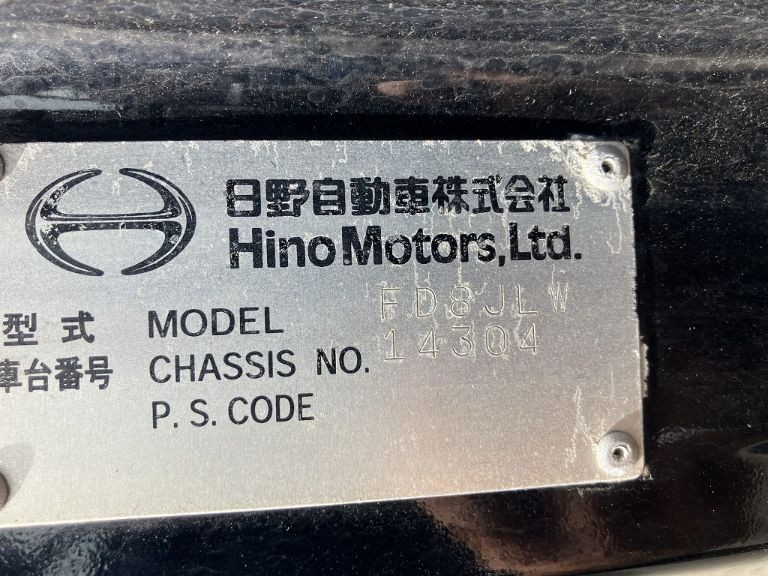 日野自動車株式会社
Hino Motors, Ltd.
型式 MODEL FD8JLW
車台番号 CHASSIS NO. 14304
P. S. CODE